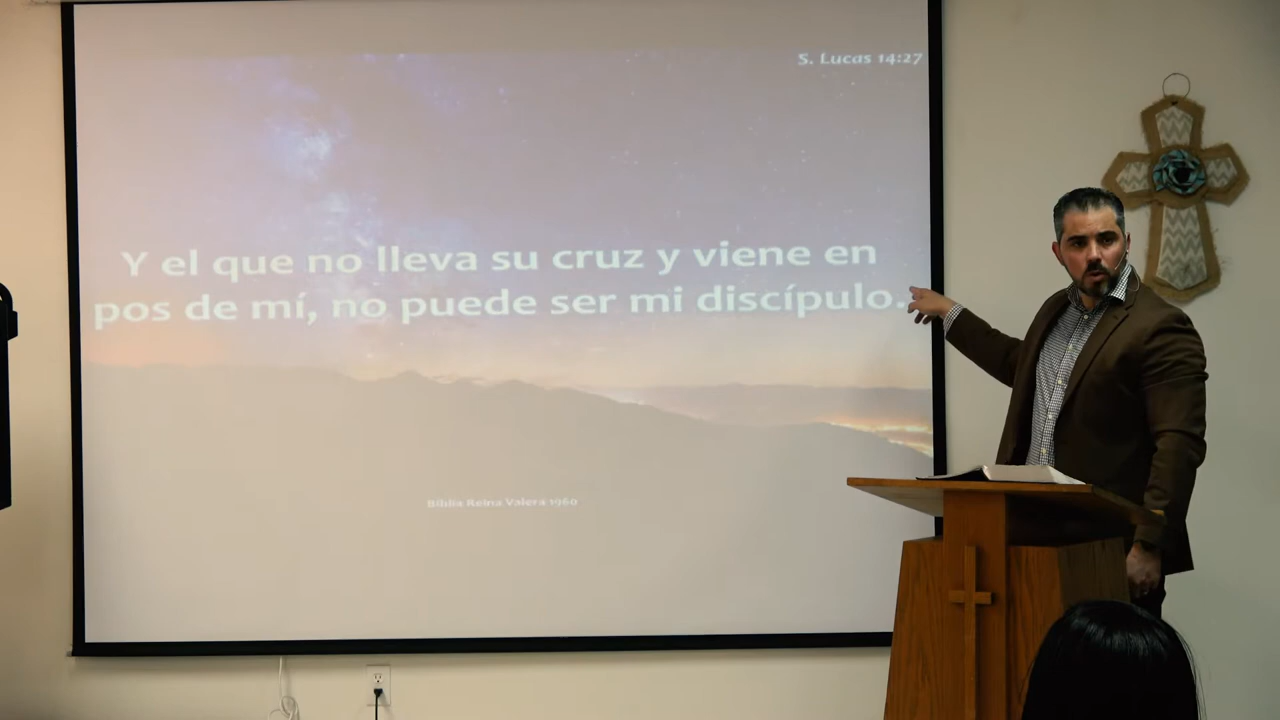 S. Lucas 14:27
Y el que no lleva su cruz y viene en
pos de mí, no puede ser mi discípulo.
Biblia Reina Valera 1960